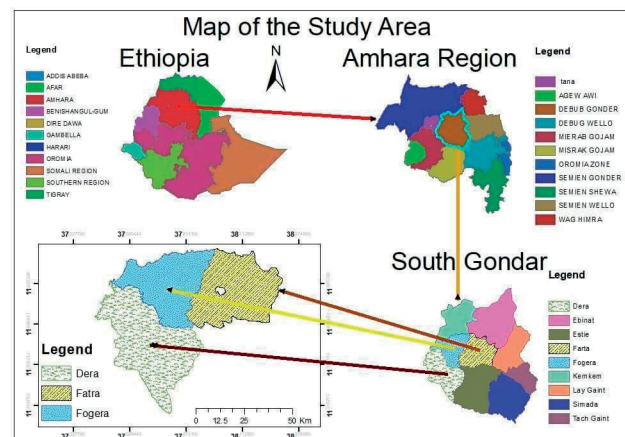 Map of the Study Area
Ethiopia
N
Amhara Region
Legend
ADDIS ABEBA
AFAR
AMHARA
BENISHANGUL-GUM
DIRE DAWA
GAMBELLA
HARARI
OROMIA
SOMALI REGION
SOUTHERN REGION
TIGRAY
Legend
tana
AGEW AWI
DEBUB GONDER
DEBUG WELLO
MIERAB GOJAM
MISRAK GOJAM
OROMIA ZONE
SEMIEN GONDER
SEMIEN SHEWA
SEMIEN WELLO
WAG HIMRA
Legend
Dera
Fatra
Fogera
0 12.5 25 50 Km
South Gondar
Legend
Dera
Ebinat
Estie
Farta
Fogera
Kemkem
Lay Gaint
Simada
Tach Gaint